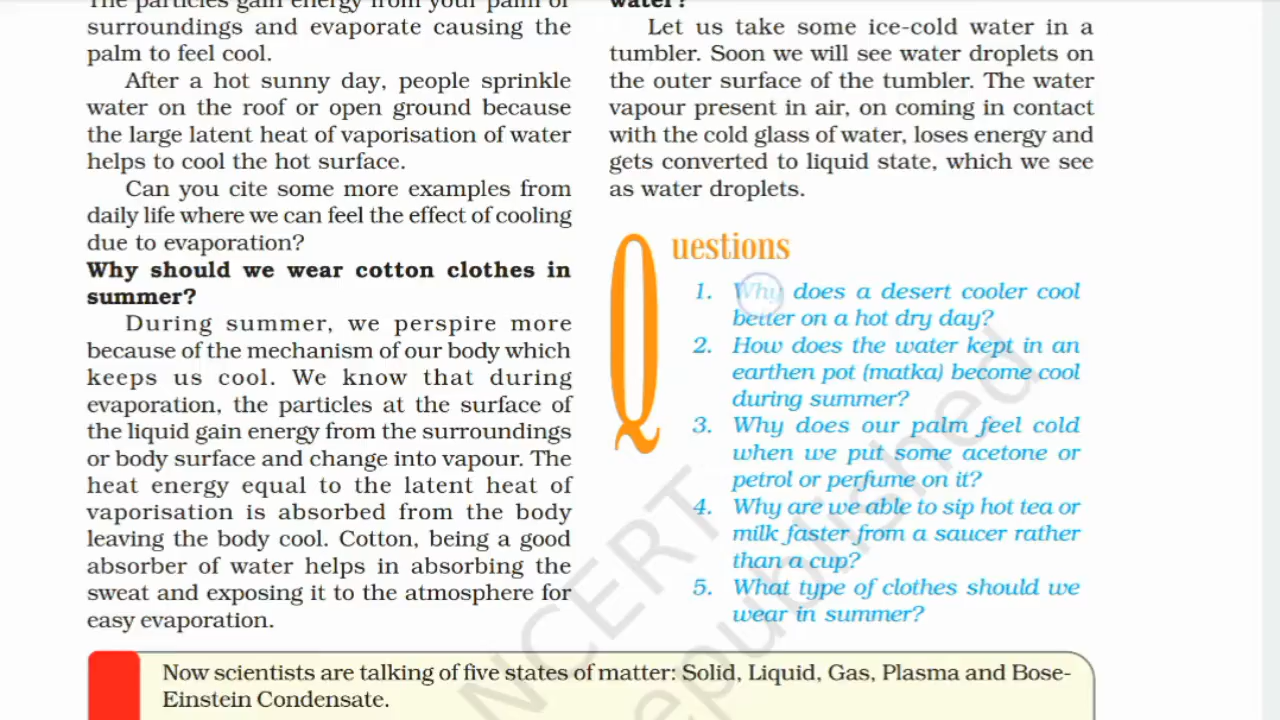 The particles gain energy from your palm or
surroundings and evaporate causing the
palm to feel cool.
After a hot sunny day, people sprinkle
water on the roof or open ground because
the large latent heat of vaporisation of water
helps to cool the hot surface.
Can you cite some more examples from
daily life where we can feel the effect of cooling
due to evaporation?
Why should we wear cotton clothes in
summer?
During summer, we perspire more
because of the mechanism of our body which
keeps us cool. We know that during
evaporation, the particles at the surface of
the liquid gain energy from the surroundings
or body surface and change into vapour. The
heat energy equal to the latent heat of
vaporisation is absorbed from the body
leaving the body cool. Cotton, being a good
absorber of water helps in absorbing the
sweat and exposing it to the atmosphere for
easy evaporation.
water?
Let us take some ice-cold water in a
tumbler. Soon we will see water droplets on
the outer surface of the tumbler. The water
vapour present in air, on coming in contact
with the cold glass of water, loses energy and
gets converted to liquid state, which we see
as water droplets.
Questions
1. Why does a desert cooler cool
better on a hot dry day?
2. How does the water kept in an
earthen pot (matka) become cool
during summer?
3. Why does our palm feel cold
when we put some acetone or
petrol or perfume on it?
4. Why are we able to sip hot tea or
milk faster from a saucer rather
than a cup?
5. What type of clothes should we
wear in summer?
Now scientists are talking of five states of matter: Solid, Liquid, Gas, Plasma and Bose-
Einstein Condensate.
NCERT
republished